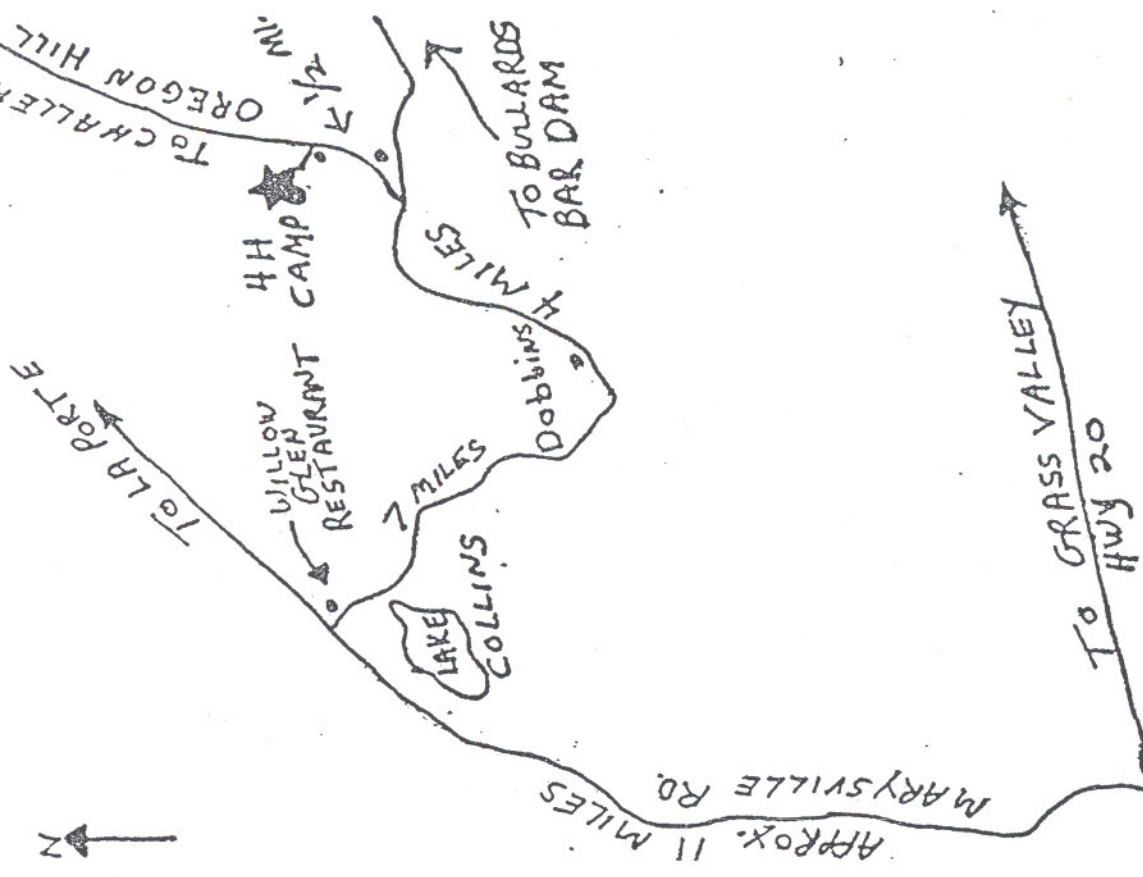 OREGON HILL
To CHALLEN
1/2 MI.
To BULLARDS
BAR DAM
4H
CAMP
4 MILES
Dobbins
To LA PORTE
WILLOW
GLEN
RESTAURANT
7 MILES
LAKE
COLLINS
To GRASS VALLEY
HWY 20
MARYSVILLE RD.
APPROX. 11 MILES
N